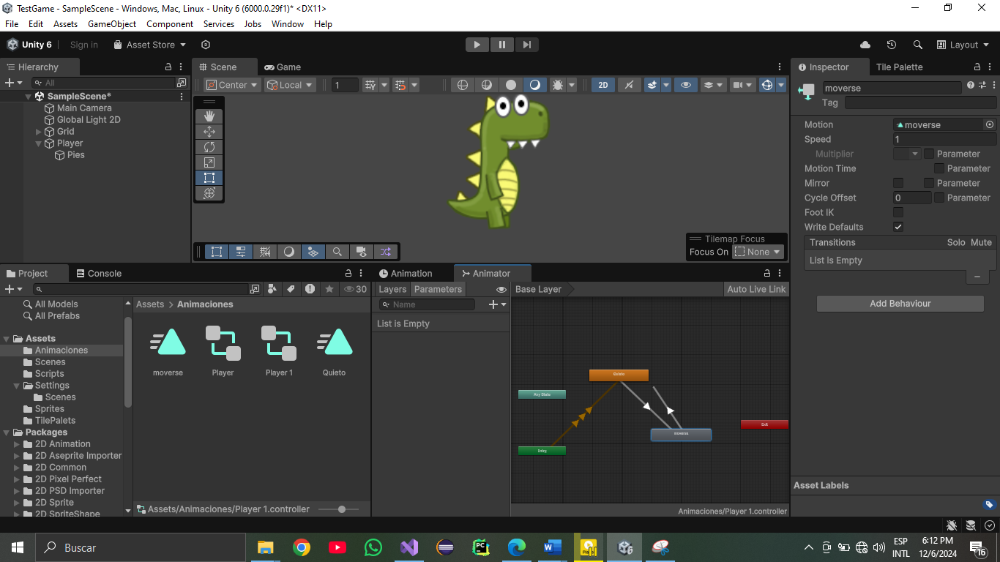 TestGame - SampleScene - Windows, Mac, Linux - Unity 6 (6000.0.29f1)* <DX11>
File Edit Assets GameObject Component Services Jobs Window Help
Unity 6 Sign in Asset Store Layout
Hierarchy
All
SampleScene*
Main Camera
Global Light 2D
Grid
Player
Pies
Scene Game
Center Local 1 2D
Tilemap Focus
Focus On None
Inspector Tile Palette
moverse
Tag
Motion moverse
Speed 1
Multiplier Parameter
Motion Time Parameter
Mirror Parameter
Cycle Offset 0 Parameter
Foot IK
Write Defaults
Transitions Solo Mute
List is Empty
Add Behaviour
Asset Labels
Project Console
30
All Models
All Prefabs
Assets
Animaciones
Scenes
Scripts
Settings
Scenes
Sprites
TilePalets
Packages
2D Animation
2D Aseprite Importer
2D Common
2D Pixel Perfect
2D PSD Importer
2D Sprite
2D SpriteShape
Assets > Animaciones
moverse Player Player 1 Quieto
Assets/Animaciones/Player 1.controller
Animation Animator
Layers Parameters Base Layer Auto Live Link
Name
List is Empty
Quieto
Any State
Exit
moverse
Entry
Animaciones/Player 1.controller
Buscar
ESP
INTL
6:12 PM
12/6/2024
16